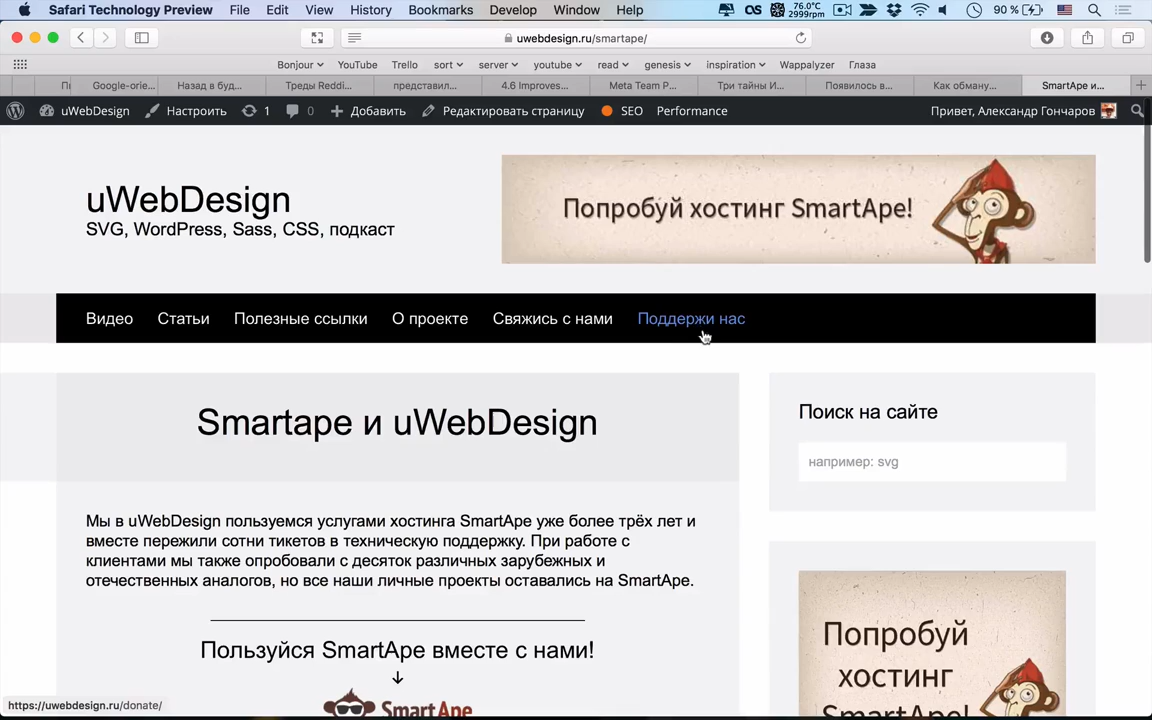 Safari Technology Preview File Edit View History Bookmarks Develop Window Help 76.0°C 2999rpm 90 %
uwebdesign.ru/smartape/
Bonjour YouTube Trello sort server youtube read genesis inspiration Wappalyzer Глаза
Google-orie... Назад в буд... Треды Reddi... представил... 4.6 Improves... Meta Team P... Три тайны И... Появилось в... Как обману... SmartApe и...
uWebDesign Настроить 1 0 Добавить Редактировать страницу SEO Performance Привет, Александр Гончаров
uWebDesign
SVG, WordPress, Sass, CSS, подкаст
Попробуй хостинг SmartApe!
Видео Статьи Полезные ссылки О проекте Свяжись с нами Поддержи нас
Smartape и uWebDesign
Поиск на сайте
например: svg
Мы в uWebDesign пользуемся услугами хостинга SmartApe уже более трёх лет и
вместе пережили сотни тикетов в техническую поддержку. При работе с
клиентами мы также опробовали с десяток различных зарубежных и
отечественных аналогов, но все наши личные проекты оставались на SmartApe.
Пользуйся SmartApe вместе с нами!
↓
SmartApe
Попробуй
хостинг
SmartApe!
https://uwebdesign.ru/donate/